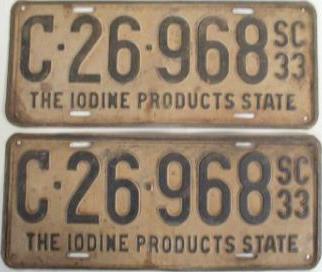 C·26·968 SC 33
THE IODINE PRODUCTS STATE
C·26·968 SC 33
THE IODINE PRODUCTS STATE